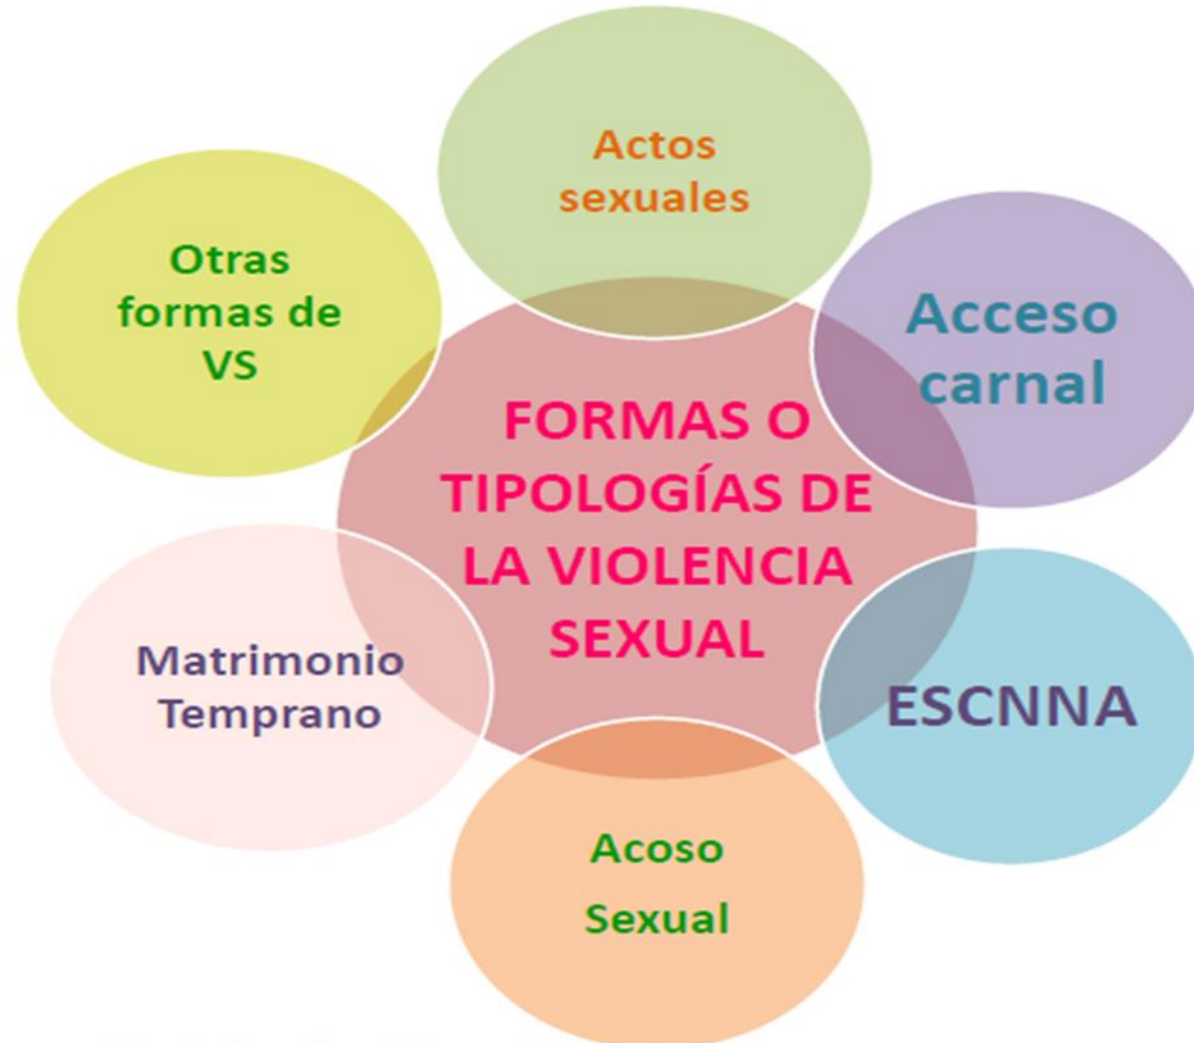 Actos
sexuales
Acceso
carnal
ESCNNA
Acoso
Sexual
Matrimonio
Temprano
Otras
formas de
VS
FORMAS O
TIPOLOGÍAS DE
LA VIOLENCIA
SEXUAL